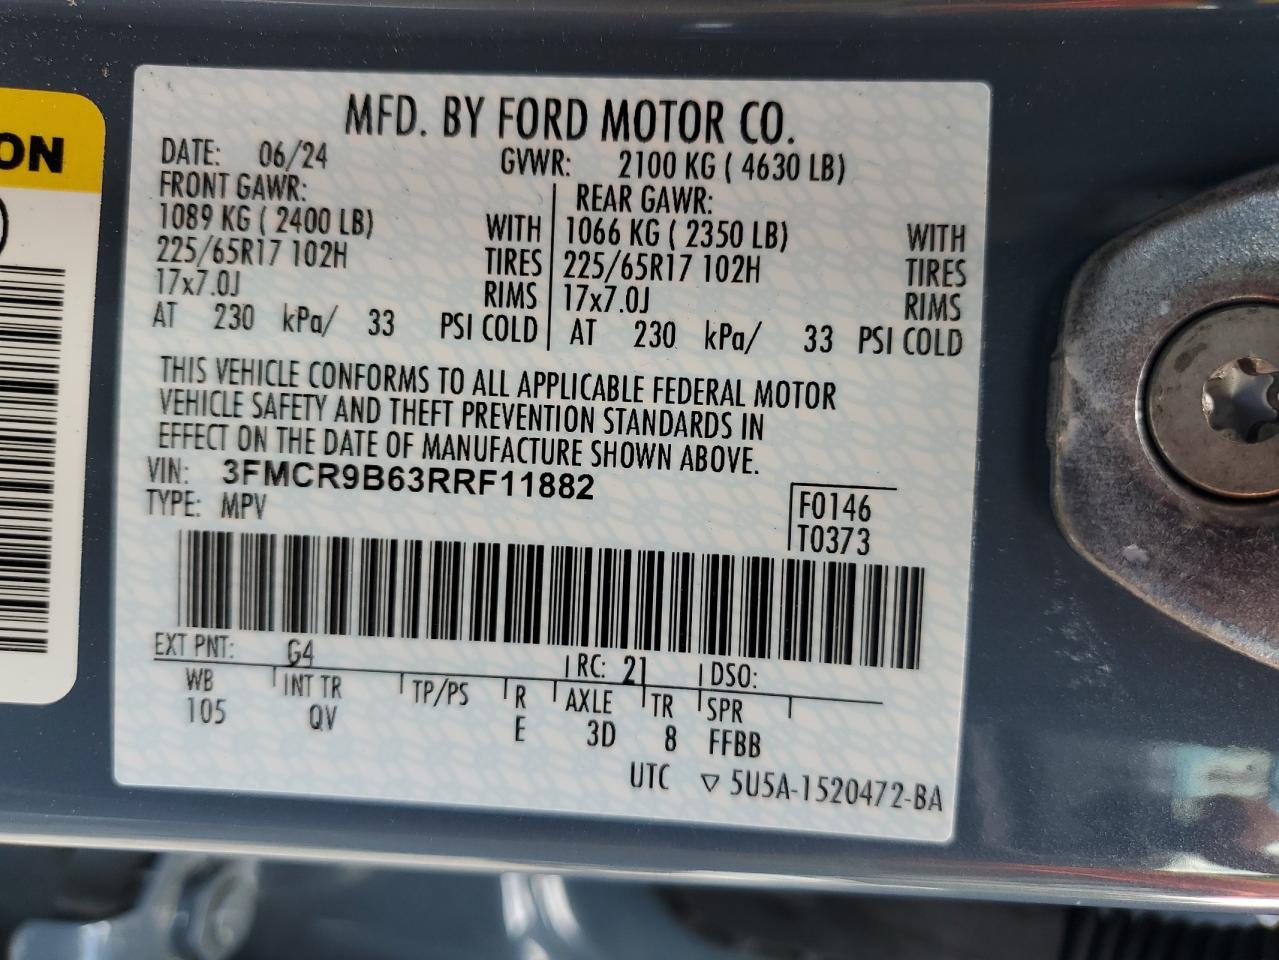 ON
MFD. BY FORD MOTOR CO.
DATE: 06/24 GVWR: 2100 KG ( 4630 LB)
FRONT GAWR: REAR GAWR:
1089 KG ( 2400 LB) WITH 1066 KG ( 2350 LB) WITH
225/65R17 102H TIRES 225/65R17 102H TIRES
17x7.0J RIMS 17x7.0J RIMS
AT 230 kPa/ 33 PSI COLD AT 230 kPa/ 33 PSI COLD
THIS VEHICLE CONFORMS TO ALL APPLICABLE FEDERAL MOTOR
VEHICLE SAFETY AND THEFT PREVENTION STANDARDS IN
EFFECT ON THE DATE OF MANUFACTURE SHOWN ABOVE.
VIN: 3FMCR9B63RRF11882
TYPE: MPV F0146
T0373
EXT PNT: G4 RC: 21 DSO:
WB INT TR TP/PS R AXLE TR SPR
105 QV E 3D 8 FFBB
UTC ▽ 5U5A-1520472-BA